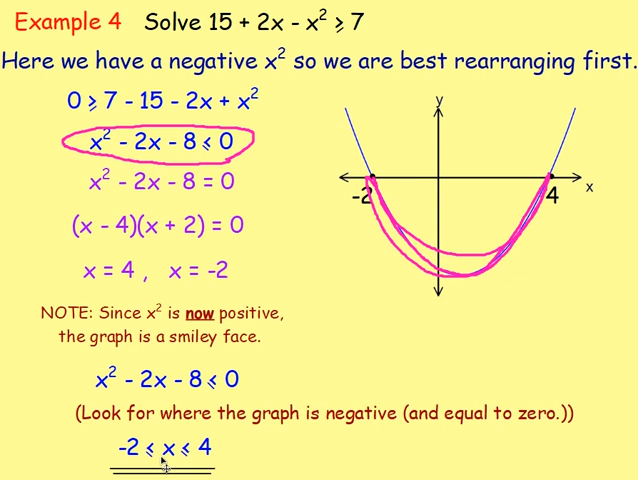 Example 4 Solve 15 + 2x - x² ⩾ 7
Here we have a negative x² so we are best rearranging first.
0 ⩾ 7 - 15 - 2x + x²
x² - 2x - 8 ⩽ 0
x² - 2x - 8 = 0
(x - 4)(x + 2) = 0
x = 4 , x = -2
y
x
-2
4
NOTE: Since x² is now positive,
the graph is a smiley face.
x² - 2x - 8 ⩽ 0
(Look for where the graph is negative (and equal to zero.))
-2 ⩽ x ⩽ 4